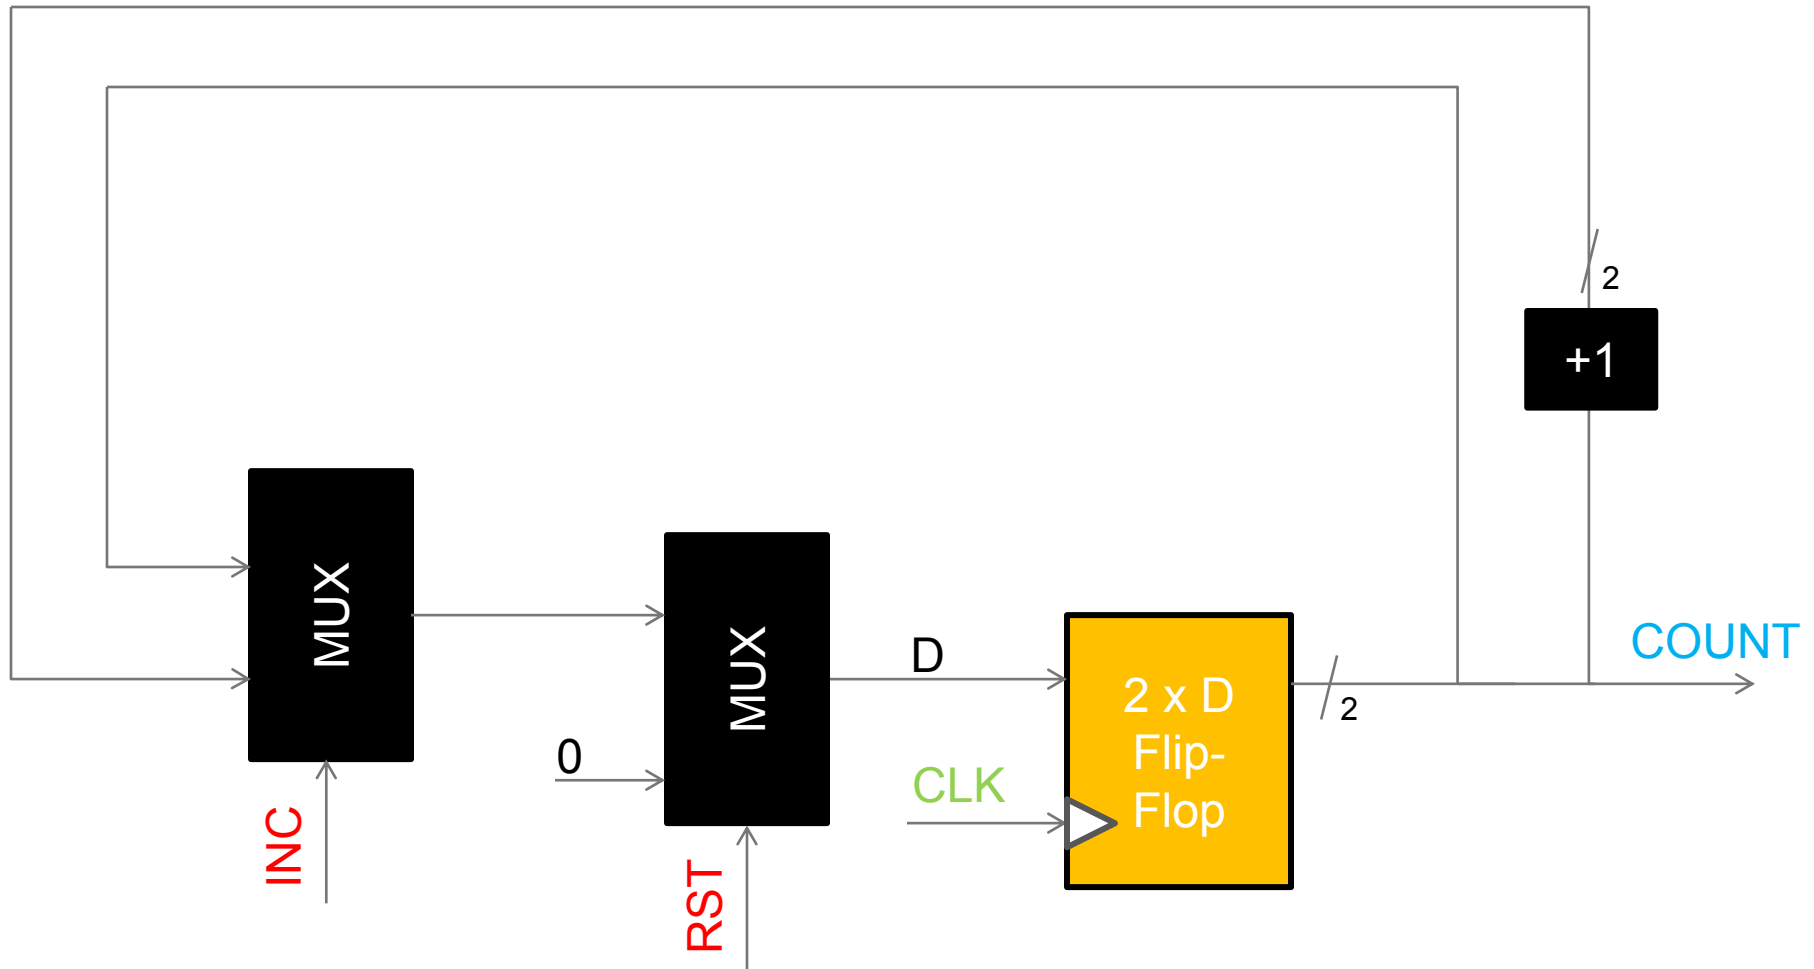 2
+1
MUX
MUX
D
COUNT
2 x D
Flip-
Flop
2
0
CLK
INC
RST